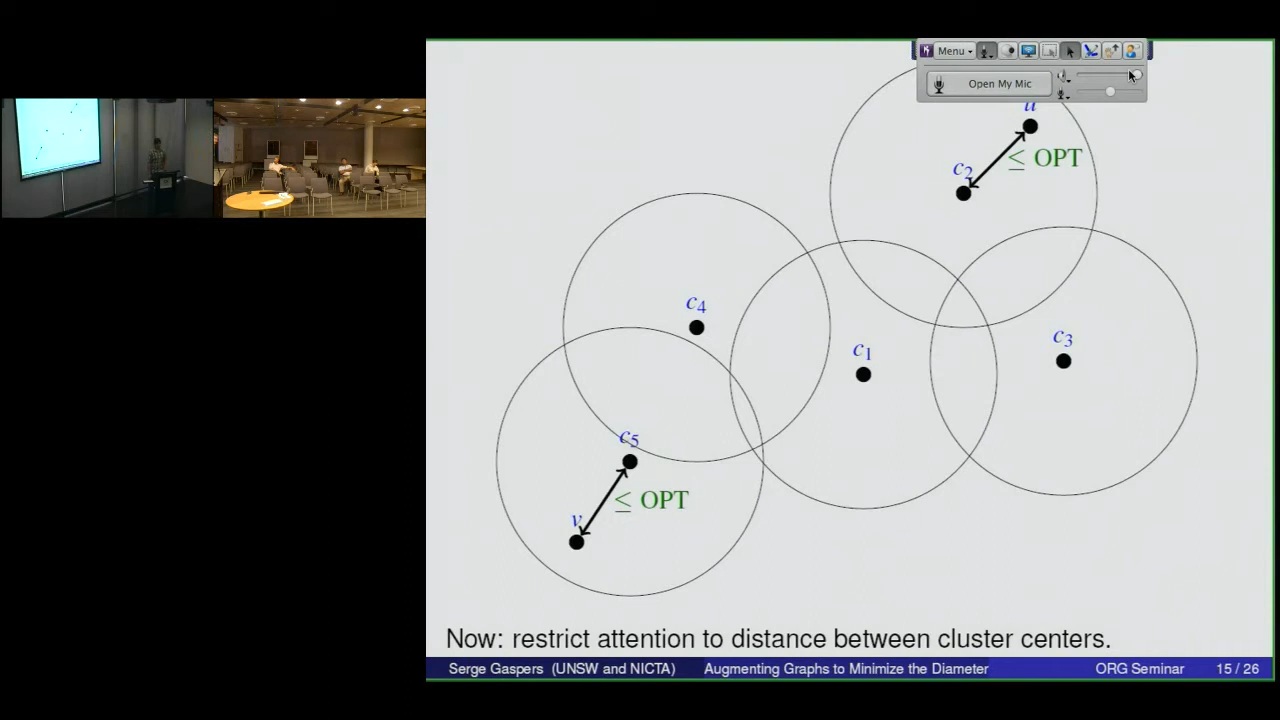 Menu
Open My Mic
u
≤ OPT
c2
c4
c3
c1
c5
≤ OPT
v
Now: restrict attention to distance between cluster centers.
Serge Gaspers (UNSW and NICTA) Augmenting Graphs to Minimize the Diameter ORG Seminar 15 / 26